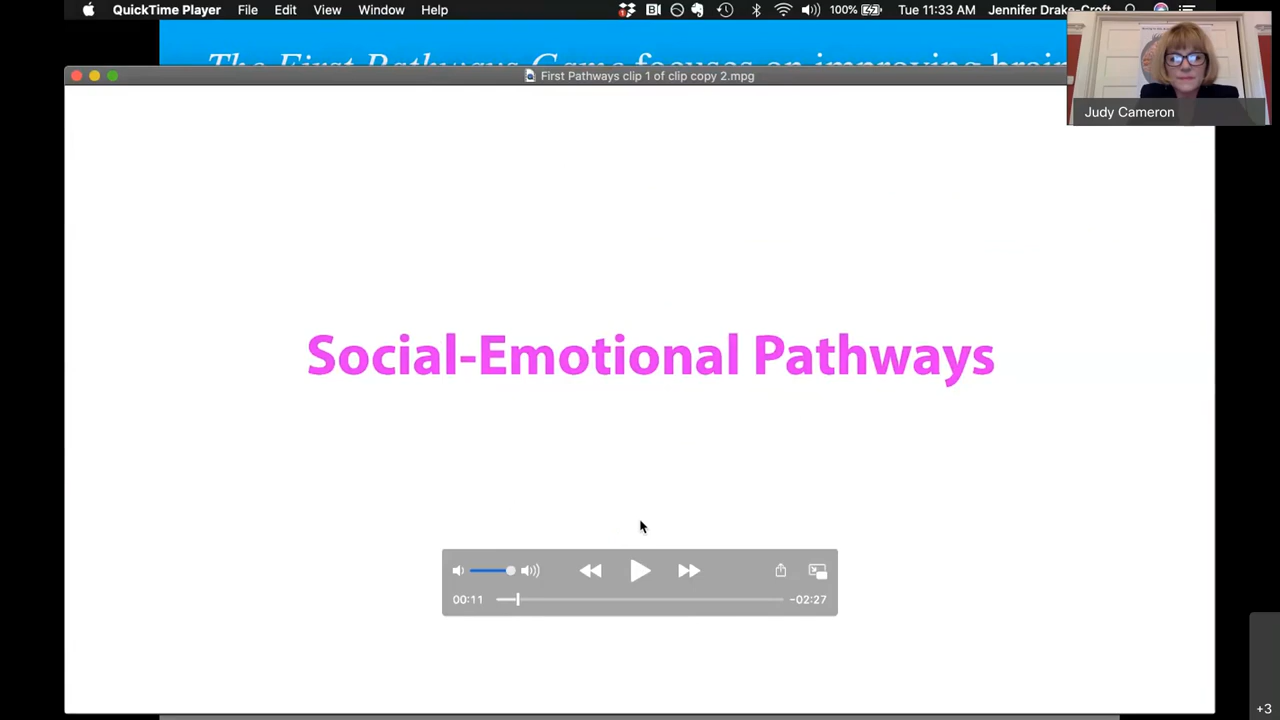 QuickTime Player File Edit View Window Help 100% Tue 11:33 AM Jennifer Drake-Croft
The First Pathways Game focuses on improving brain
First Pathways clip 1 of clip copy 2.mpg
Judy Cameron
Social-Emotional Pathways
00:11 -02:27
+3